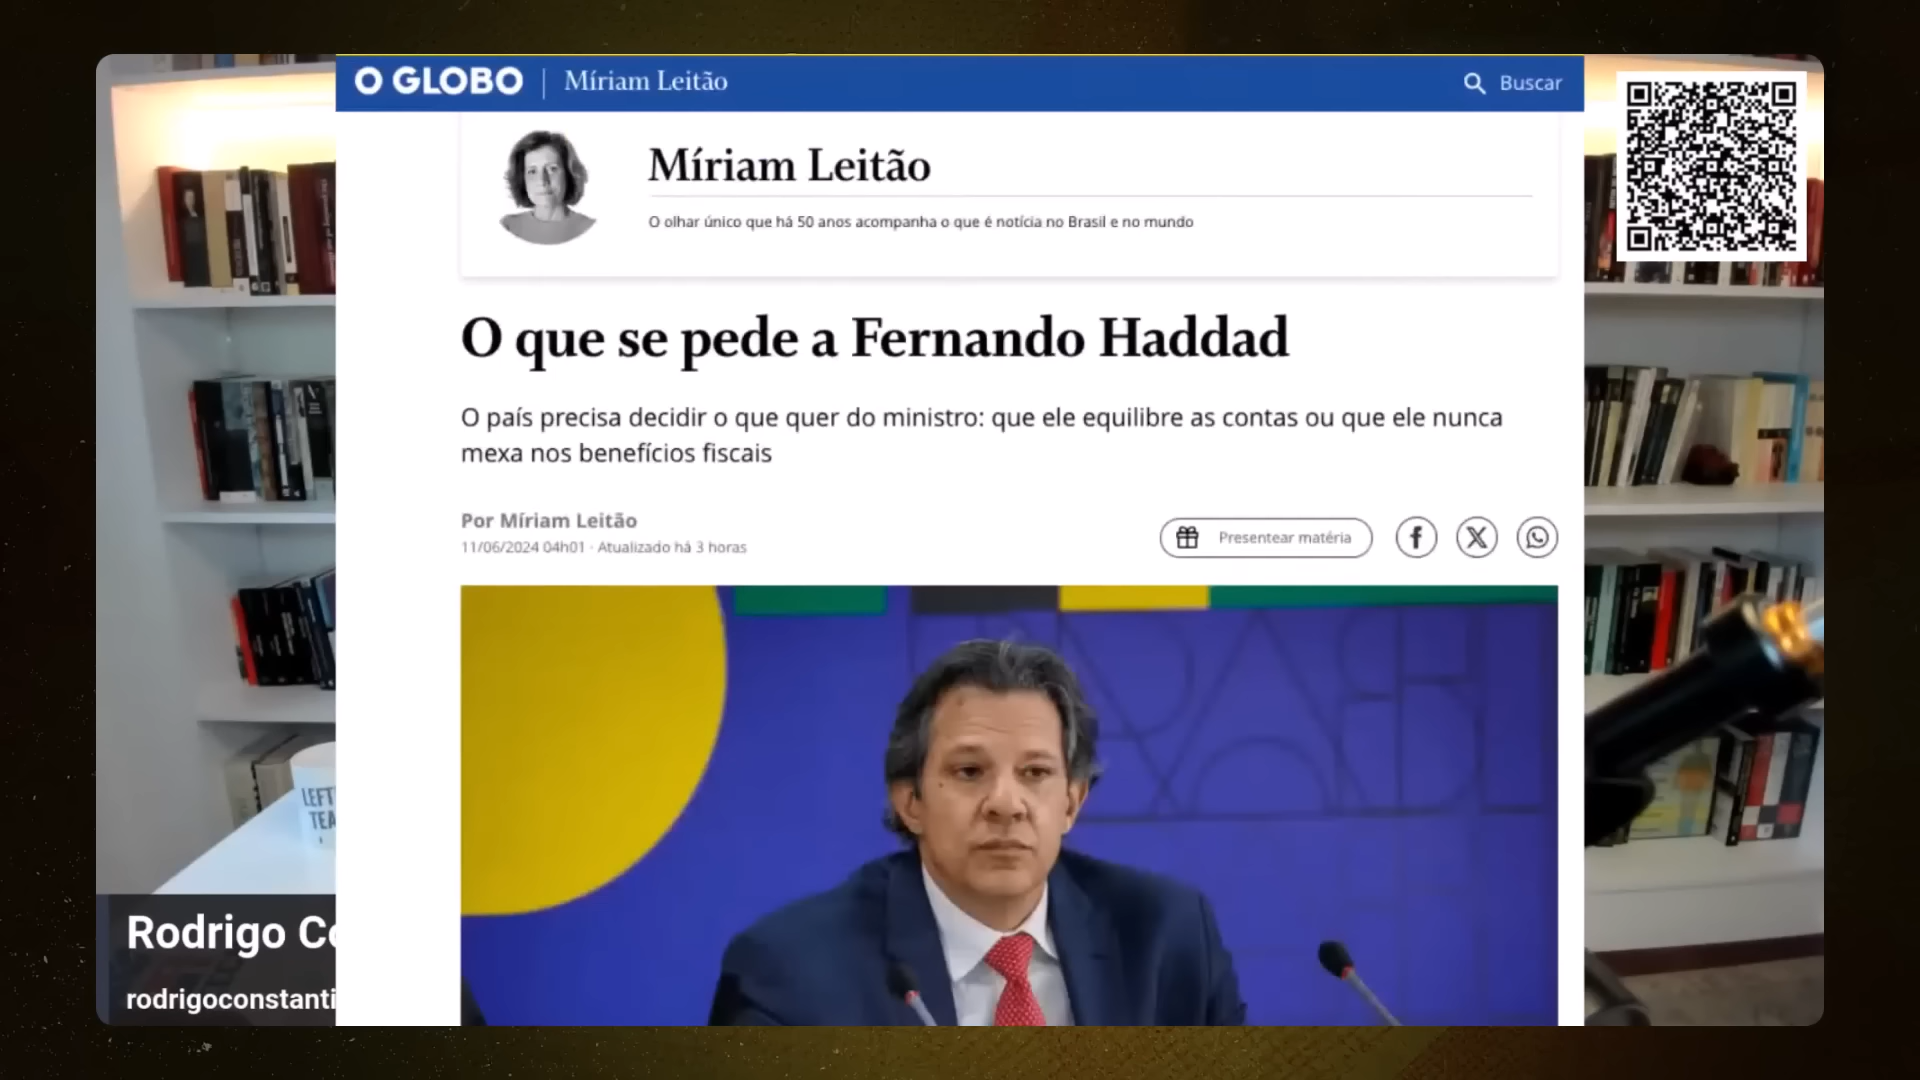 O GLOBO | Míriam Leitão
Buscar
Míriam Leitão
O olhar único que há 50 anos acompanha o que é notícia no Brasil e no mundo
O que se pede a Fernando Haddad
O país precisa decidir o que quer do ministro: que ele equilibre as contas ou que ele nunca
mexa nos benefícios fiscais
Por Míriam Leitão
11/06/2024 04h01 · Atualizado há 3 horas
Presentear matéria
LEFT
TEA
Rodrigo Co
rodrigoconstanti